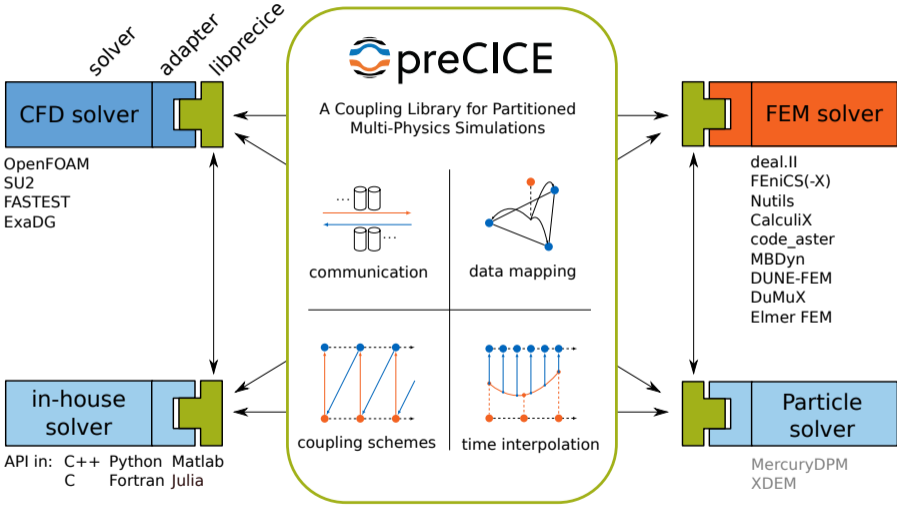 solver
adapter
libprecice
CFD solver
OpenFOAM
SU2
FASTEST
ExaDG
preCICE
A Coupling Library for Partitioned
Multi-Physics Simulations
...
...
communication
data mapping
coupling schemes
time interpolation
FEM solver
deal.II
FEniCS(-X)
Nutils
CalculiX
code_aster
MBDyn
DUNE-FEM
DuMuX
Elmer FEM
in-house
solver
API in: C++ Python Matlab
C Fortran Julia
Particle
solver
MercuryDPM
XDEM